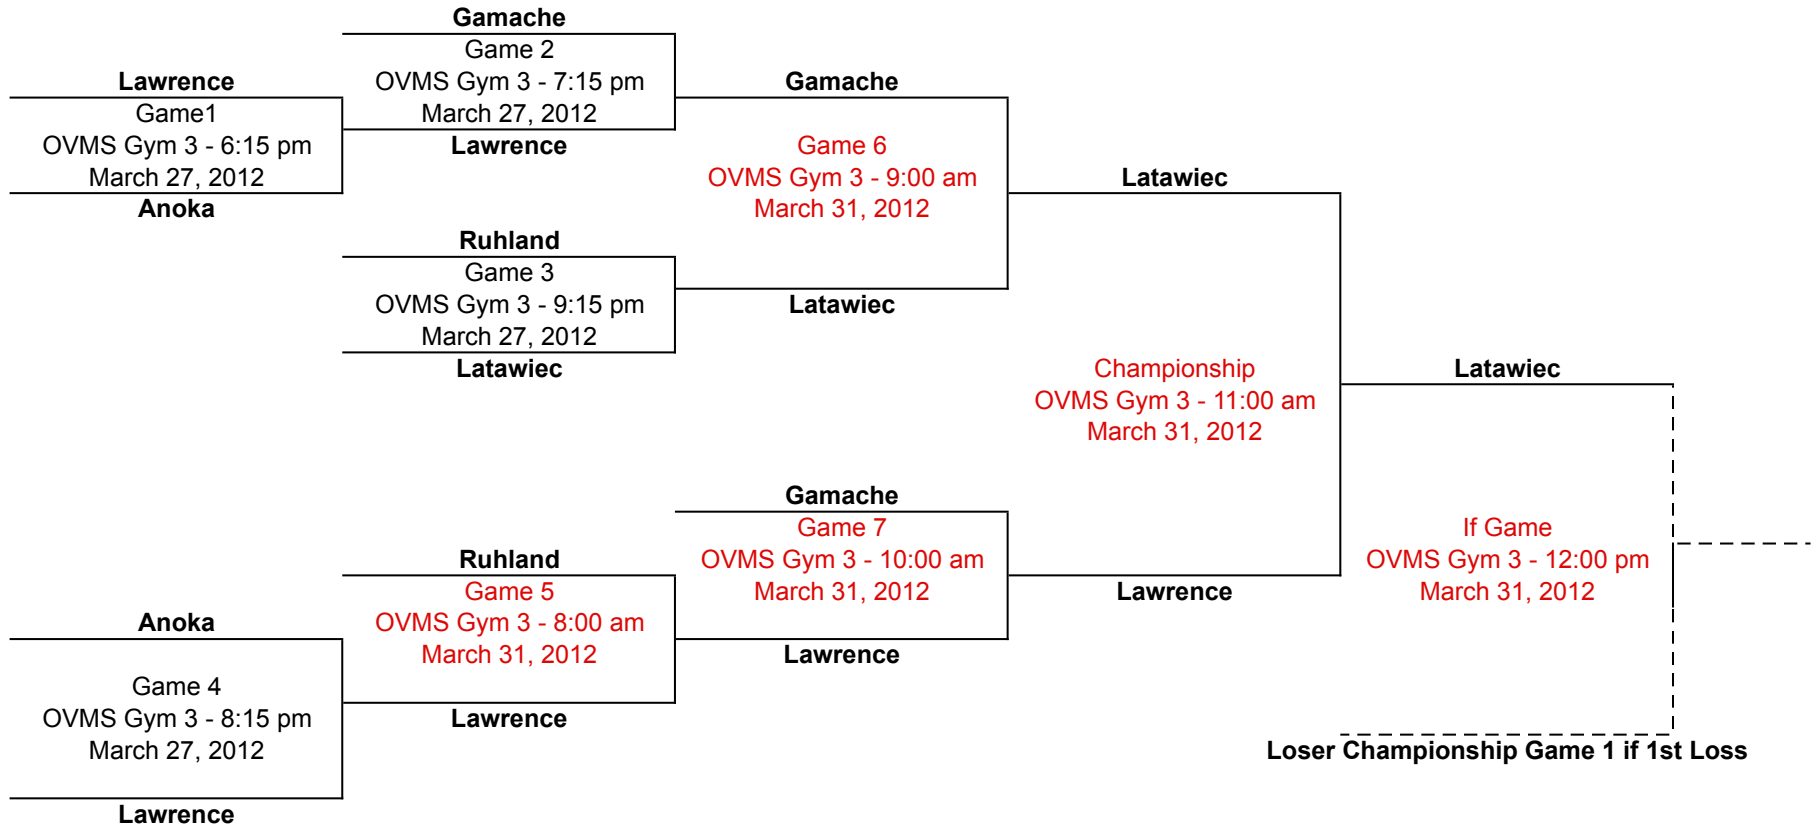 Gamache
Game 2
OVMS Gym 3 - 7:15 pm
March 27, 2012
Lawrence
Lawrence
Game1
OVMS Gym 3 - 6:15 pm
March 27, 2012
Anoka
Gamache
Game 6
OVMS Gym 3 - 9:00 am
March 31, 2012
Latawiec
Ruhland
Game 3
OVMS Gym 3 - 9:15 pm
March 27, 2012
Latawiec
Latawiec
Championship
OVMS Gym 3 - 11:00 am
March 31, 2012
Lawrence
Latawiec
If Game
OVMS Gym 3 - 12:00 pm
March 31, 2012
Loser Championship Game 1 if 1st Loss
Gamache
Game 7
OVMS Gym 3 - 10:00 am
March 31, 2012
Lawrence
Ruhland
Game 5
OVMS Gym 3 - 8:00 am
March 31, 2012
Lawrence
Anoka
Game 4
OVMS Gym 3 - 8:15 pm
March 27, 2012
Lawrence